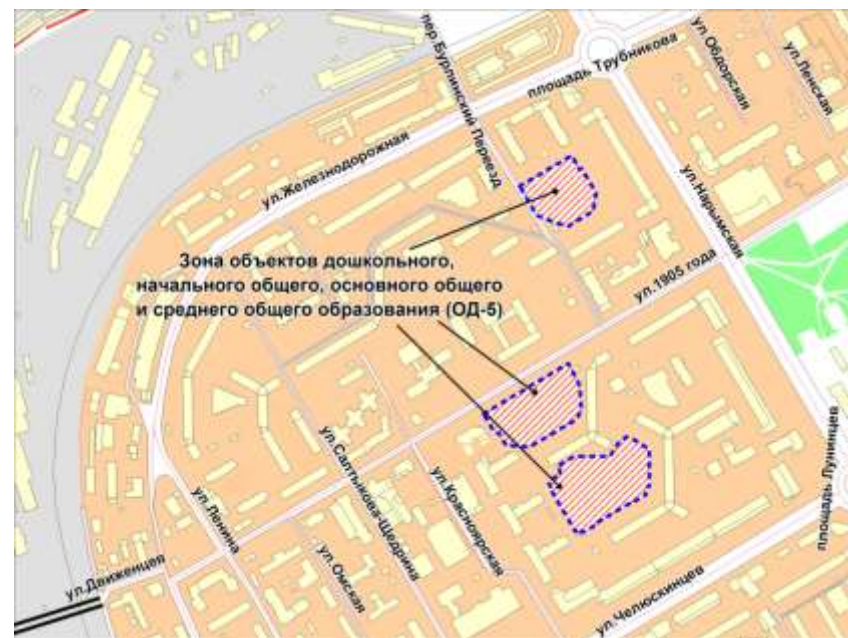 пер Бурлинский Переезд
площадь Трубникова
ул.Обдорская
ул.Ленская
ул.Железнодорожная
ул.Нарымская
Зона объектов дошкольного,
начального общего, основного общего
и среднего общего образования (ОД-5)
ул.1905 года
ул.Ленина
ул.Салтыкова-Щедрина
ул.Красноярская
ул.Омская
ул.Движенцев
ул.Челюскинцев
площадь Лунинцев